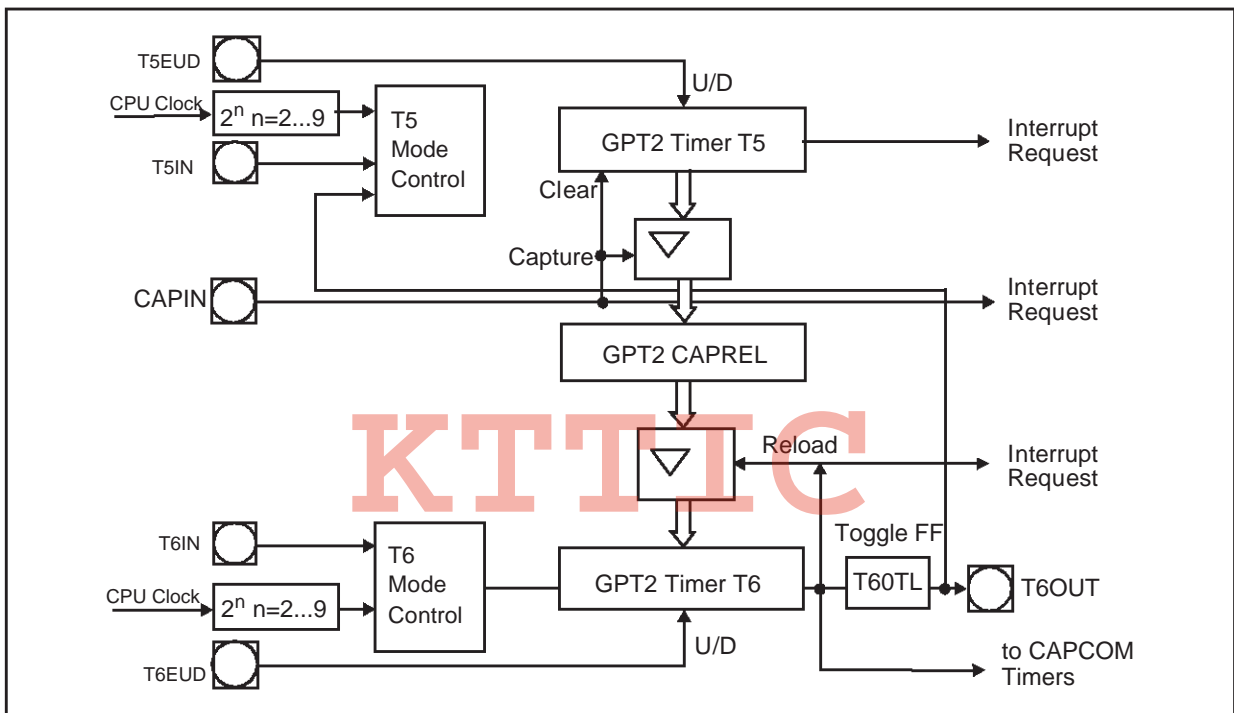 T5EUD
U/D
CPU Clock
2ⁿ n=2...9
T5
Mode
Control
GPT2 Timer T5
Interrupt
Request
T5IN
Clear
Capture
CAPIN
Interrupt
Request
GPT2 CAPREL
KTTIC
Reload
Interrupt
Request
T6IN
T6
Mode
Control
Toggle FF
GPT2 Timer T6
T60TL
T6OUT
CPU Clock
2ⁿ n=2...9
U/D
T6EUD
to CAPCOM
Timers